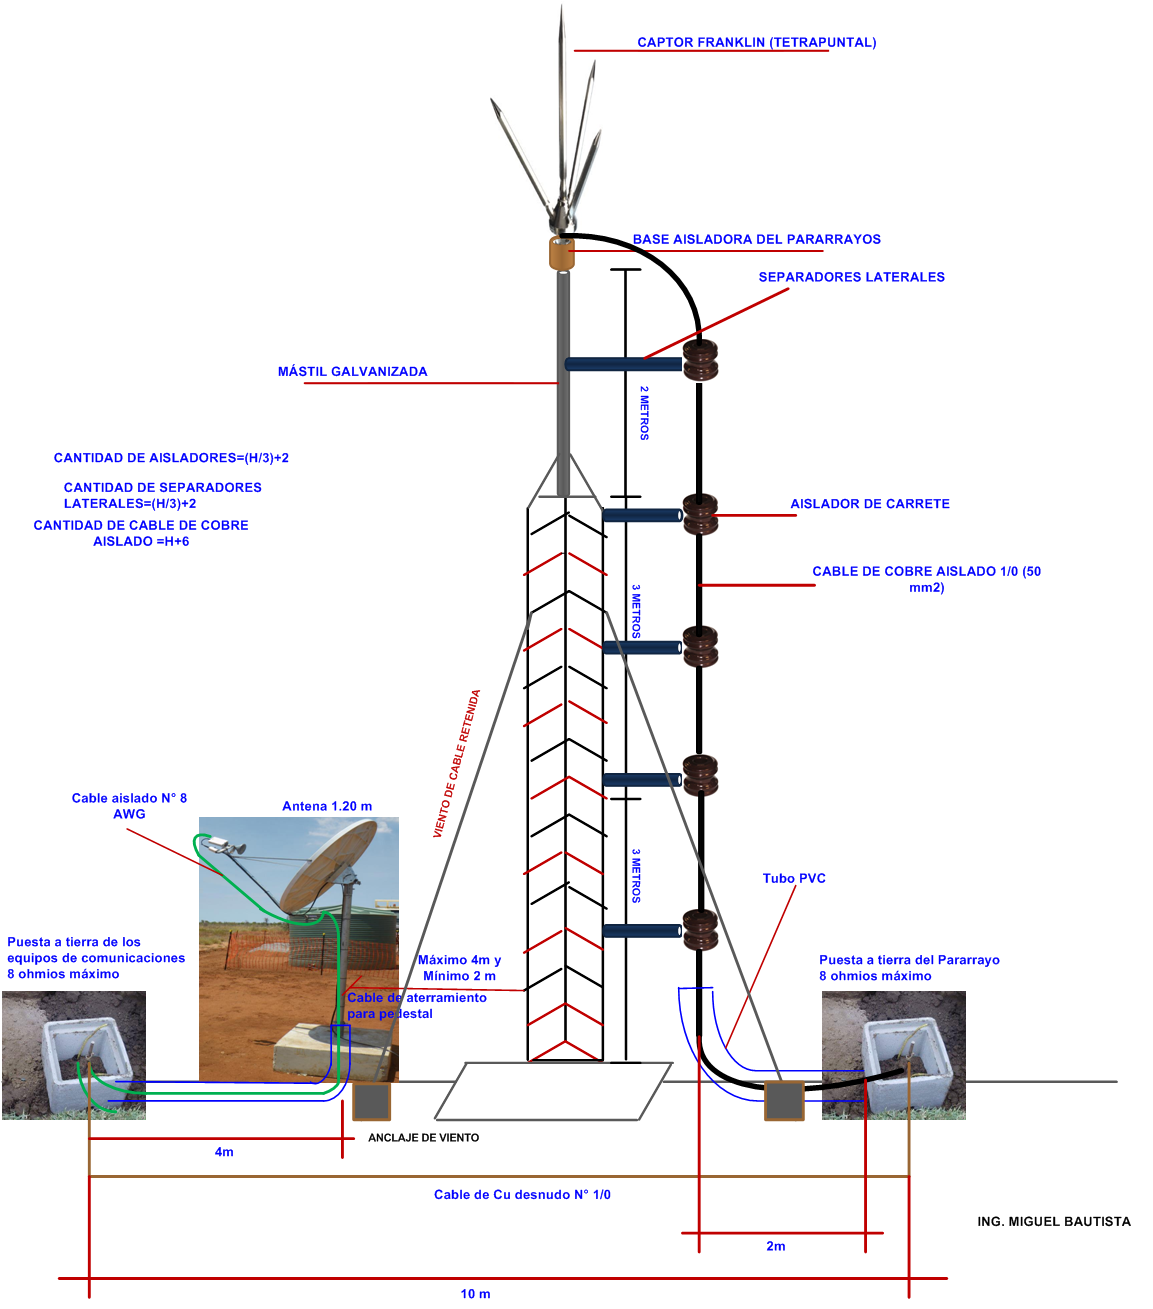 CAPTOR FRANKLIN (TETRAPUNTAL)
BASE AISLADORA DEL PARARRAYOS
SEPARADORES LATERALES
MÁSTIL GALVANIZADA
2 METROS
CANTIDAD DE AISLADORES=(H/3)+2
CANTIDAD DE SEPARADORES
LATERALES=(H/3)+2
CANTIDAD DE CABLE DE COBRE
AISLADO =H+6
AISLADOR DE CARRETE
CABLE DE COBRE AISLADO 1/0 (50
mm2)
3 METROS
VIENTO DE CABLE RETENIDA
Cable aislado N° 8
AWG
Antena 1.20 m
3 METROS
Tubo PVC
Puesta a tierra de los
equipos de comunicaciones
8 ohmios máximo
Máximo 4m y
Mínimo 2 m
Cable de aterramiento
para pedestal
Puesta a tierra del Pararrayo
8 ohmios máximo
ANCLAJE DE VIENTO
4m
Cable de Cu desnudo N° 1/0
ING. MIGUEL BAUTISTA
2m
10 m